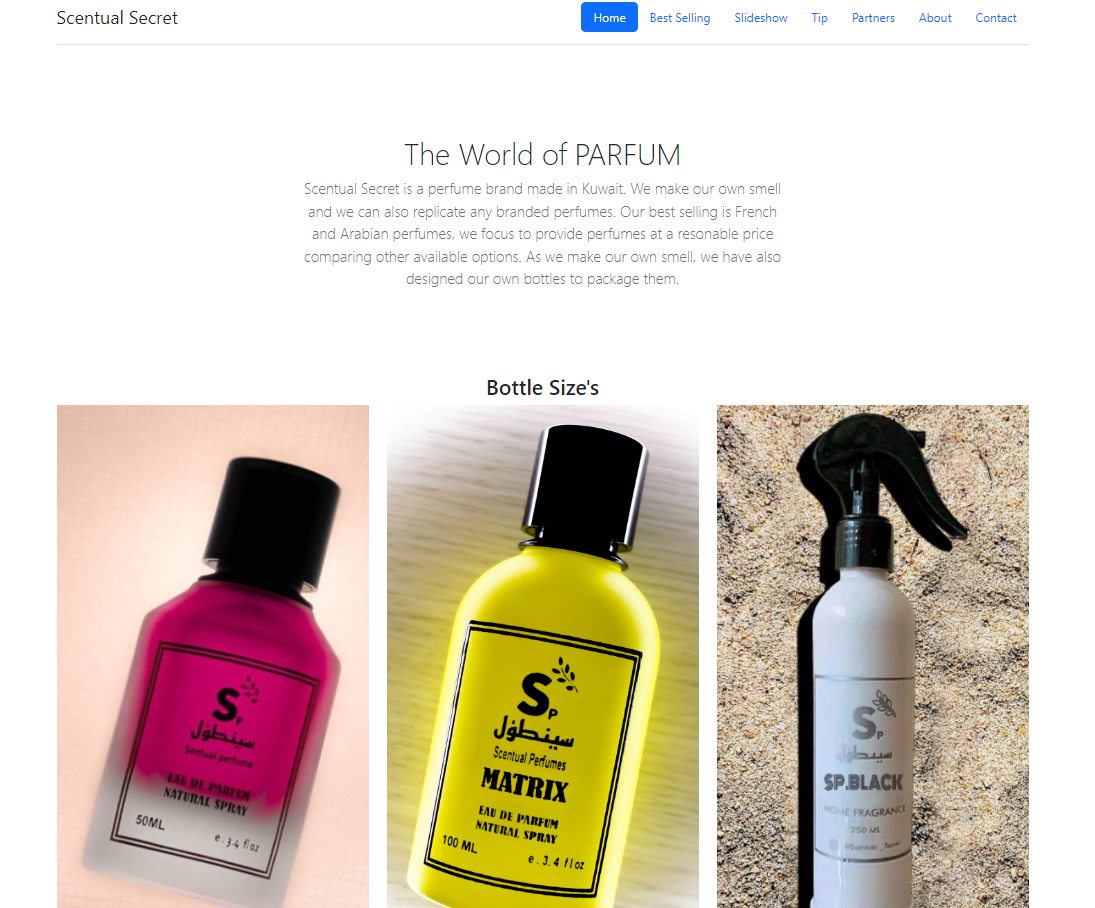 Scentual Secret
Home Best Selling Slideshow Tip Partners About Contact
The World of PARFUM
Scentual Secret is a perfume brand made in Kuwait. We make our own smell
and we can also replicate any branded perfumes. Our best selling is French
and Arabian perfumes, we focus to provide perfumes at a resonable price
comparing other available options. As we make our own smell, we have also
designed our own bottles to package them.
Bottle Size's
SP
سينطول
Sentual perfume
EAU DE PARFUM
NATURAL SPRAY
50ML
e. 3.4 fl oz
SP
سينطول
Scentual Perfumes
MATRIX
EAU DE PARFUM
NATURAL SPRAY
100 ML
e. 3.4 fl oz
SP
سينطول
SP.BLACK
HOME FRAGRANCE
250 ML